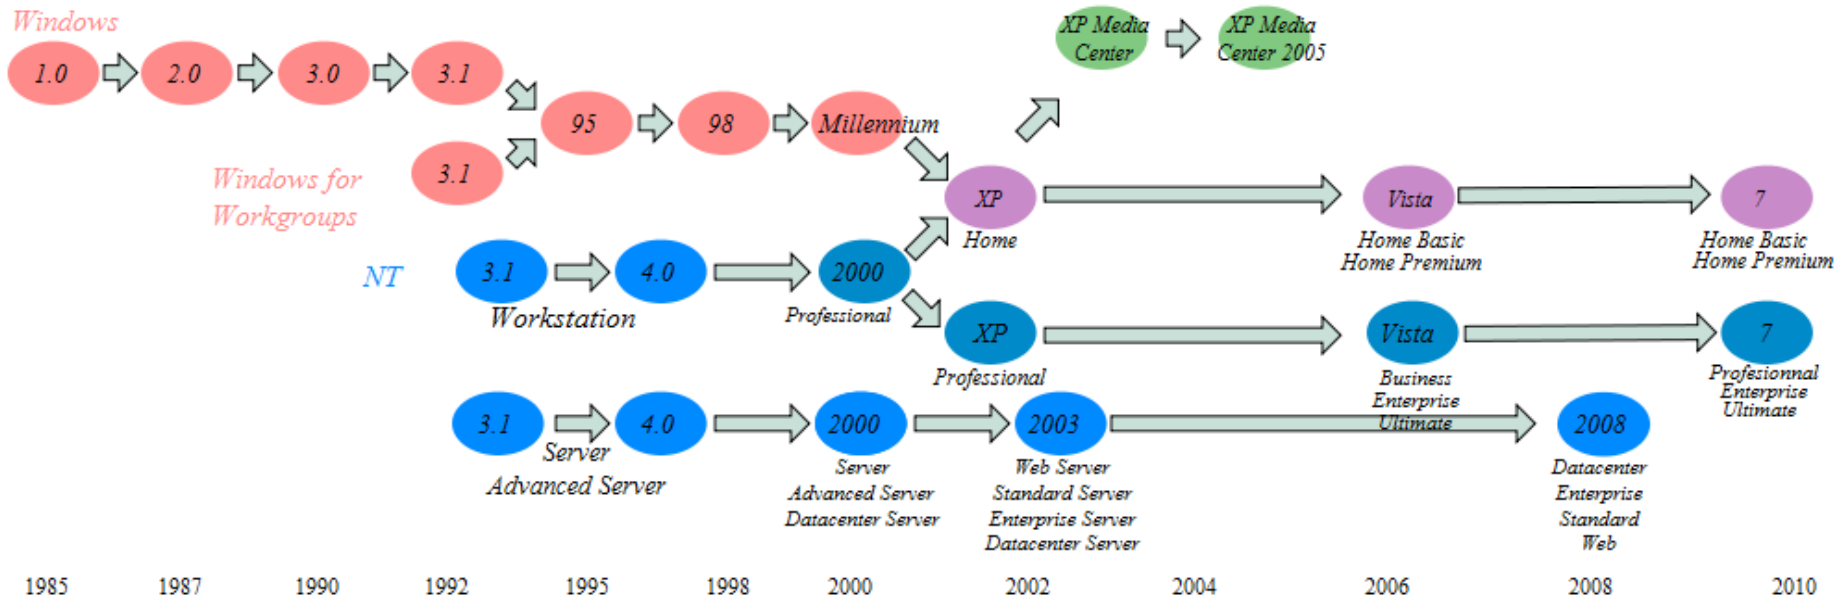 Windows
1.0
2.0
3.0
3.1
XP Media
Center
XP Media
Center 2005
95
98
Millennium
Windows for
Workgroups
3.1
XP
Home
Vista
Home Basic
Home Premium
7
Home Basic
Home Premium
NT
3.1
4.0
Workstation
2000
Professional
XP
Professional
Vista
Business
Enterprise
Ultimate
7
Profesionnal
Enterprise
Ultimate
3.1
4.0
Server
Advanced Server
2000
Server
Advanced Server
Datacenter Server
2003
Web Server
Standard Server
Enterprise Server
Datacenter Server
2008
Datacenter
Enterprise
Standard
Web
1985
1987
1990
1992
1995
1998
2000
2002
2004
2006
2008
2010